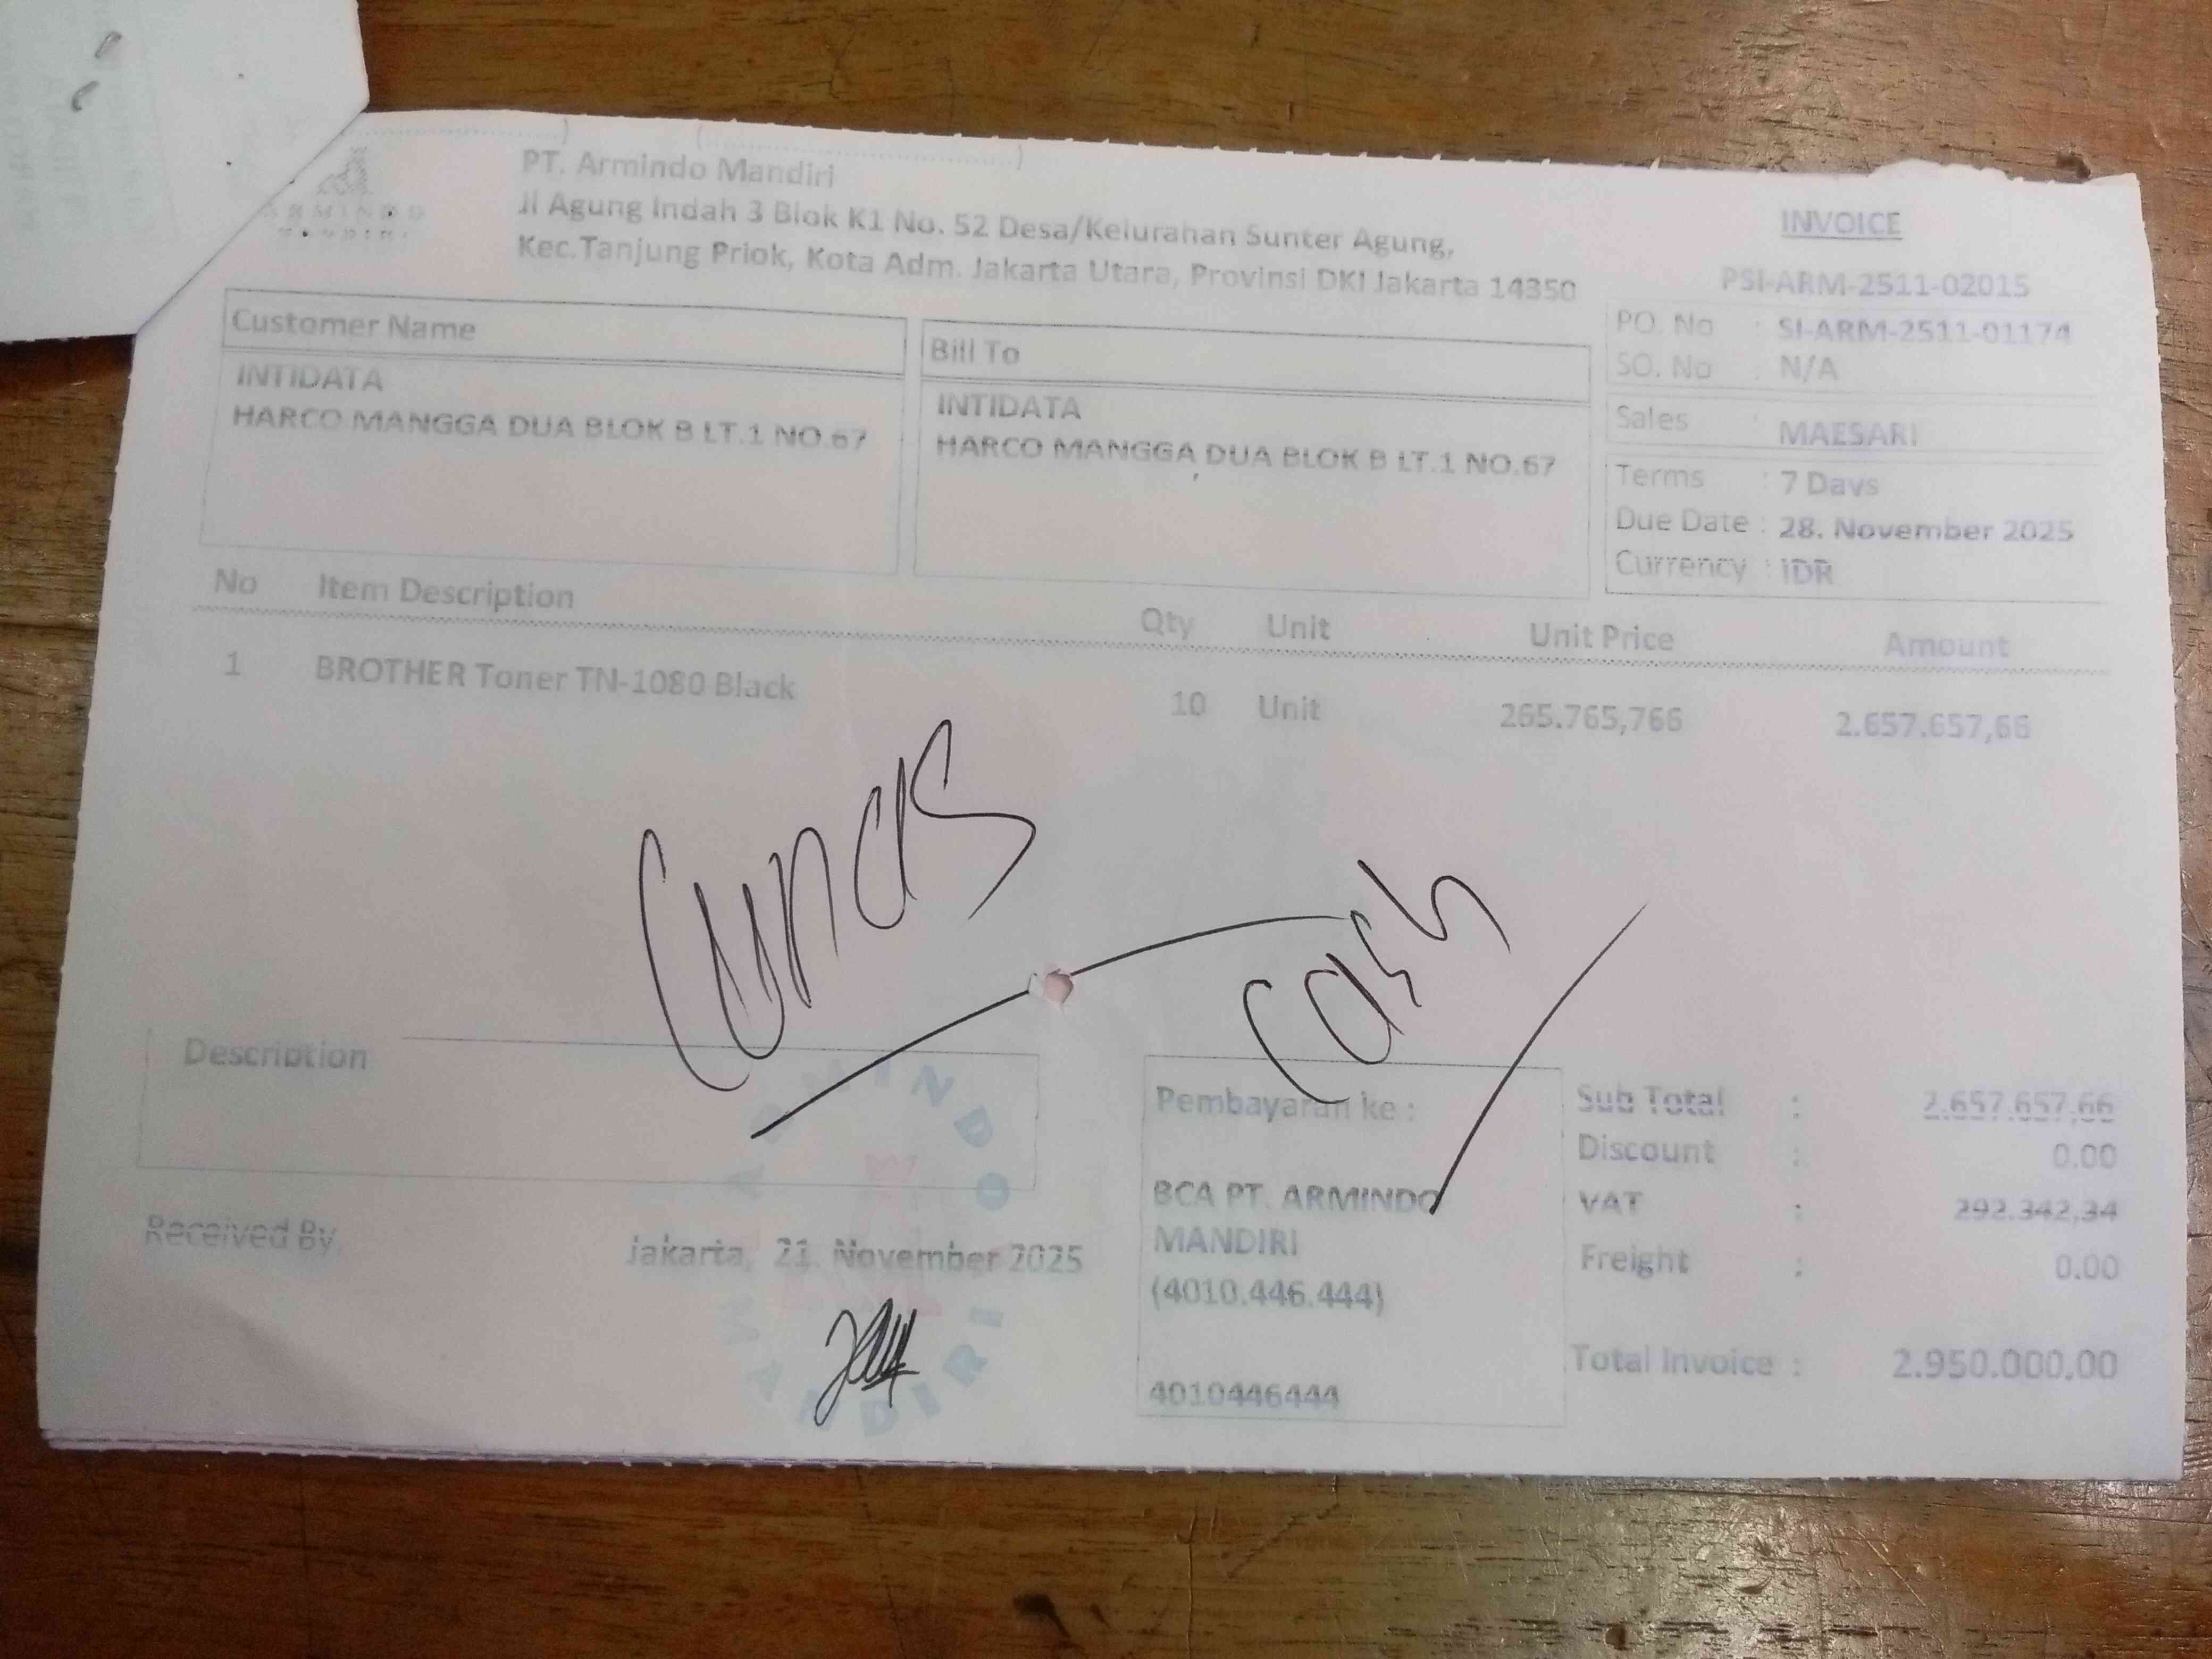 ARMINDO
MANDIRI
PT. Armindo Mandiri
Jl Agung Indah 3 Blok K1 No. 52 Desa/Kelurahan Sunter Agung,
Kec.Tanjung Priok, Kota Adm. Jakarta Utara, Provinsi DKI Jakarta 14350
INVOICE
PSI-ARM-2511-02015
PO. No : SI-ARM-2511-01174
SO. No : N/A
Sales : MAESARI
Terms : 7 Days
Due Date : 28. November 2025
Currency : IDR
Customer Name
INTIDATA
HARCO MANGGA DUA BLOK B LT.1 NO.67
Bill To
INTIDATA
HARCO MANGGA DUA BLOK B LT.1 NO.67
No Item Description Qty Unit Unit Price Amount
1 BROTHER Toner TN-1080 Black 10 Unit 265.765,766 2.657.657,66
Lunas
Cash
Description
Received By,
Jakarta, 21. November 2025
ARMINDO MANDIRI
Pembayaran ke :
BCA PT. ARMINDO
MANDIRI
(4010.446.444)
4010446444
Sub Total : 2.657.657,66
Discount : 0.00
VAT : 292.342,34
Freight : 0.00
Total Invoice : 2.950.000,00